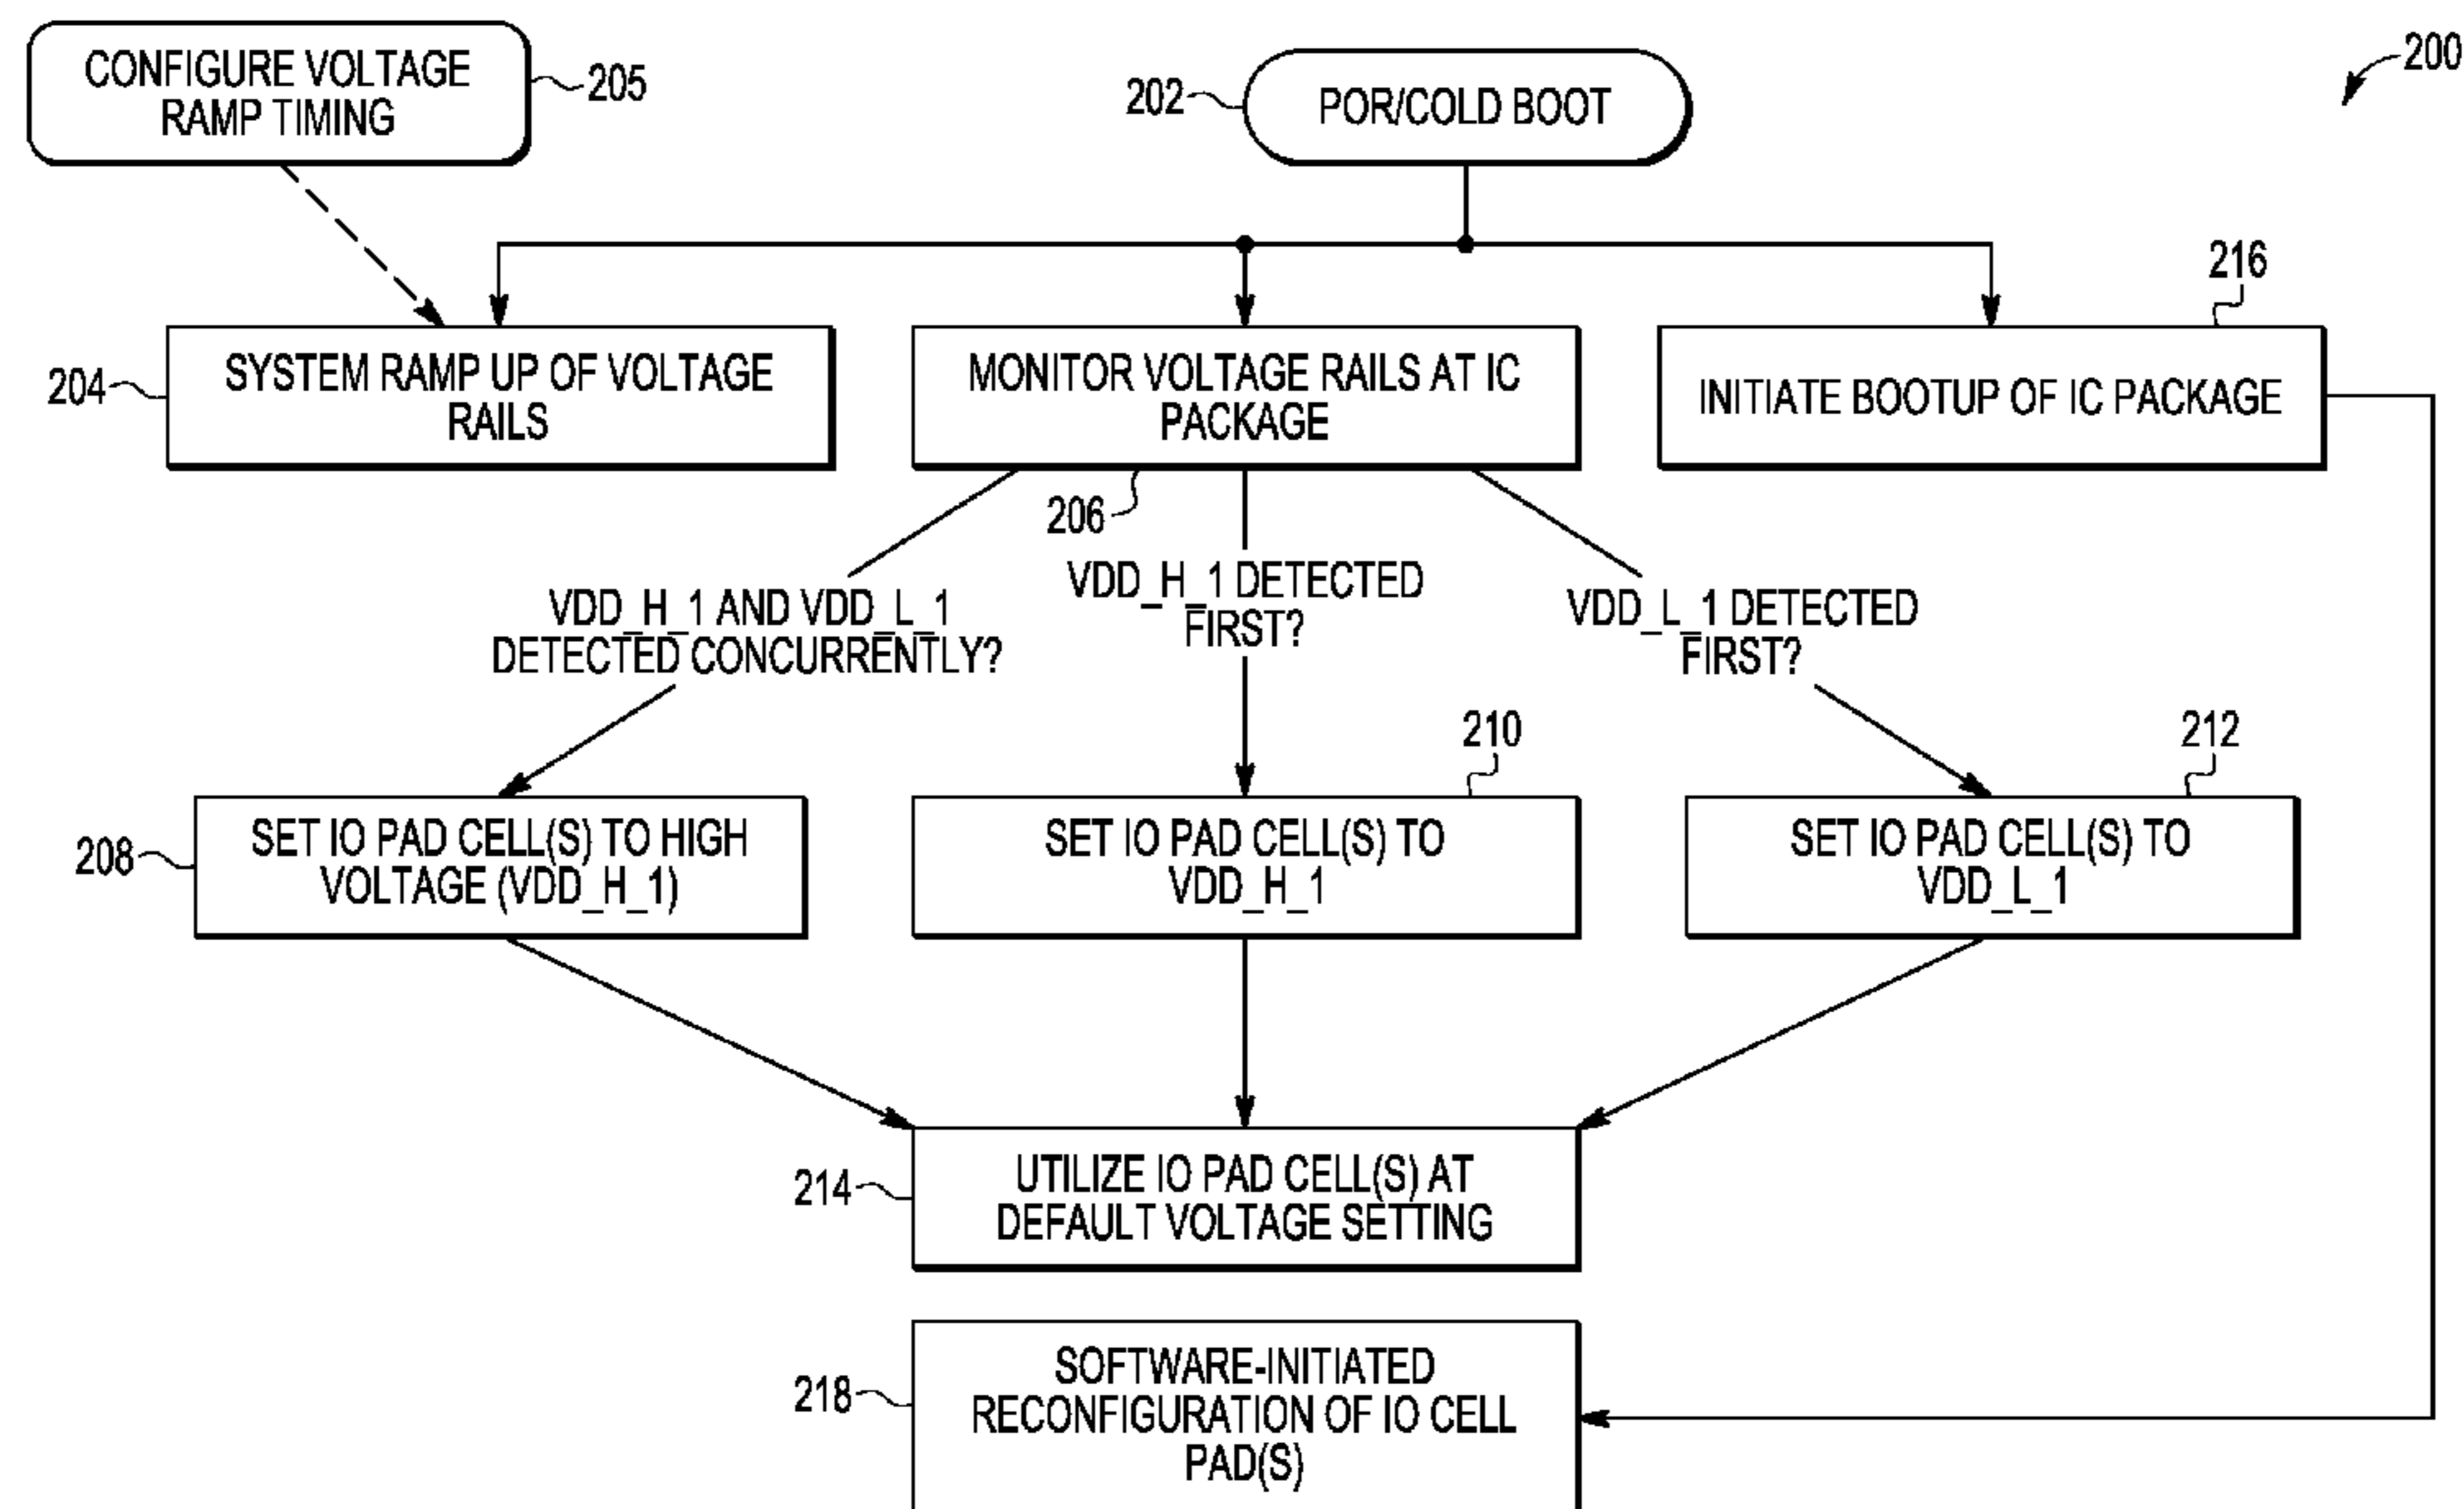 CONFIGURE VOLTAGE
RAMP TIMING
205
202
POR/COLD BOOT
200
216
204
SYSTEM RAMP UP OF VOLTAGE
RAILS
MONITOR VOLTAGE RAILS AT IC
PACKAGE
INITIATE BOOTUP OF IC PACKAGE
206
VDD_H_1 AND VDD_L_1
DETECTED CONCURRENTLY?
VDD_H_1 DETECTED
FIRST?
VDD_L_1 DETECTED
FIRST?
210
212
208
SET IO PAD CELL(S) TO HIGH
VOLTAGE (VDD_H_1)
SET IO PAD CELL(S) TO
VDD_H_1
SET IO PAD CELL(S) TO
VDD_L_1
214
UTILIZE IO PAD CELL(S) AT
DEFAULT VOLTAGE SETTING
218
SOFTWARE-INITIATED
RECONFIGURATION OF IO CELL
PAD(S)